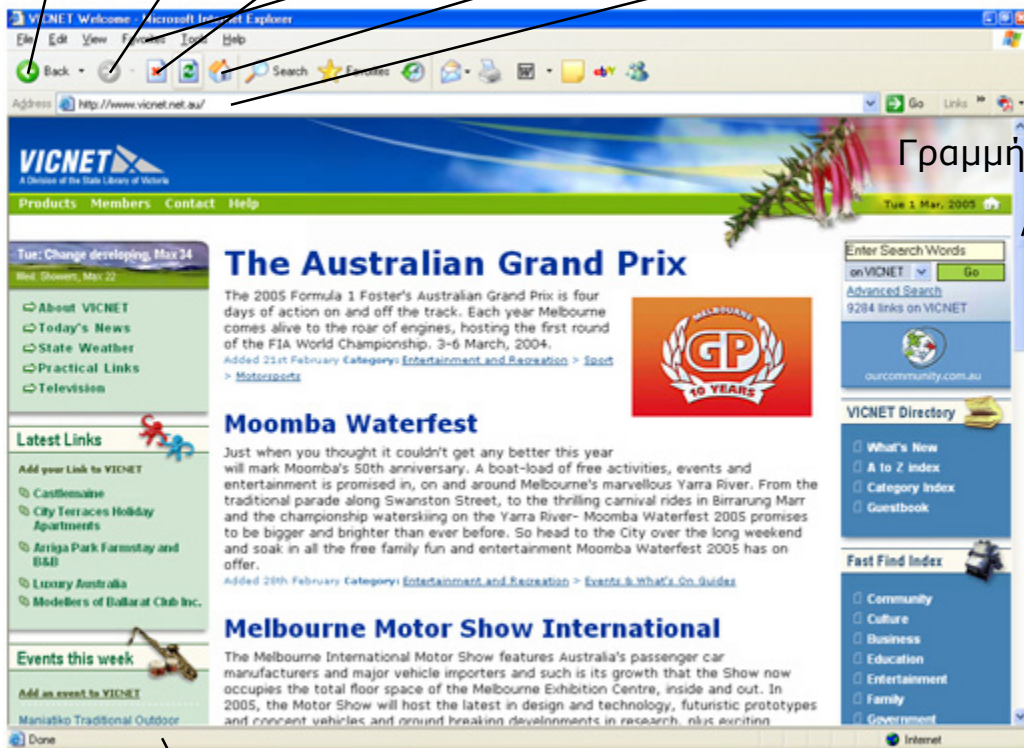 VICNET Welcome - Microsoft Internet Explorer
File Edit View Favorites Tools Help
Back Search Favorites
Address http://www.vicnet.net.au/ Go Links »
VICNET
A Division of the State Library of Victoria
Γραμμή
Products Members Contact Help
Tue 1 Mar, 2005
Tue: Change developing, Max 34
Wed: Showers, Max 22
About VICNET
Today's News
State Weather
Practical Links
Television
Latest Links
Add your Link to VICNET
Castlemaine
City Terraces Holiday
Apartments
Arriga Park Farmstay and
B&B
Luxury Australia
Modellers of Ballarat Club Inc.
Events this week
Add an event to VICNET
Maniatiko Traditional Outdoor
The Australian Grand Prix
The 2005 Formula 1 Foster's Australian Grand Prix is four
days of action on and off the track. Each year Melbourne
comes alive to the roar of engines, hosting the first round
of the FIA World Championship. 3-6 March, 2004.
Added 21st February Category: Entertainment and Recreation > Sport
> Motorsports
MELBOURNE
GP
10 YEARS
Moomba Waterfest
Just when you thought it couldn't get any better this year
will mark Moomba's 50th anniversary. A boat-load of free activities, events and
entertainment is promised in, on and around Melbourne's marvellous Yarra River. From the
traditional parade along Swanston Street, to the thrilling carnival rides in Birrarung Marr
and the championship waterskiing on the Yarra River- Moomba Waterfest 2005 promises
to be bigger and brighter than ever before. So head to the City over the long weekend
and soak in all the free family fun and entertainment Moomba Waterfest 2005 has on
offer.
Added 28th February Category: Entertainment and Recreation > Events & What's On Guides
Melbourne Motor Show International
The Melbourne International Motor Show features Australia's passenger car
manufacturers and major vehicle importers and such is its growth that the Show now
occupies the total floor space of the Melbourne Exhibition Centre, inside and out. In
2005, the Motor Show will host the latest in design and technology, futuristic prototypes
and concept vehicles and ground breaking developments in research, plus exciting
Enter Search Words
on VICNET Go
Advanced Search
9284 links on VICNET
ourcommunity.com.au
VICNET Directory
What's New
A to Z index
Category Index
Guestbook
Fast Find Index
Community
Culture
Business
Education
Entertainment
Family
Government
Done Internet